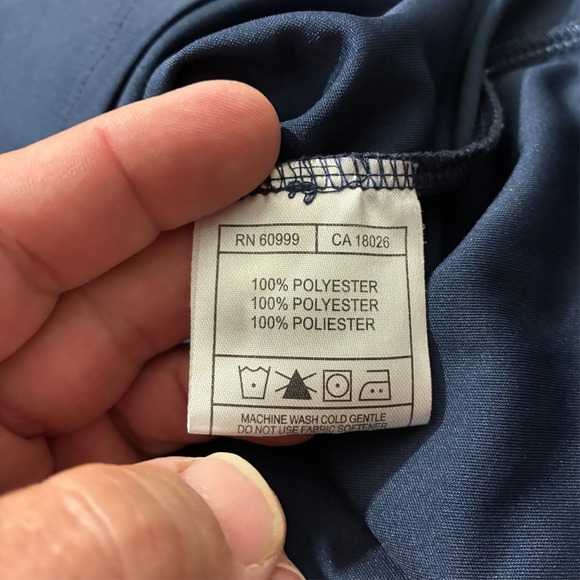 RN 60999 CA 18026
100% POLYESTER
100% POLYESTER
100% POLIESTER
MACHINE WASH COLD GENTLE
DO NOT USE FABRIC SOFTENER